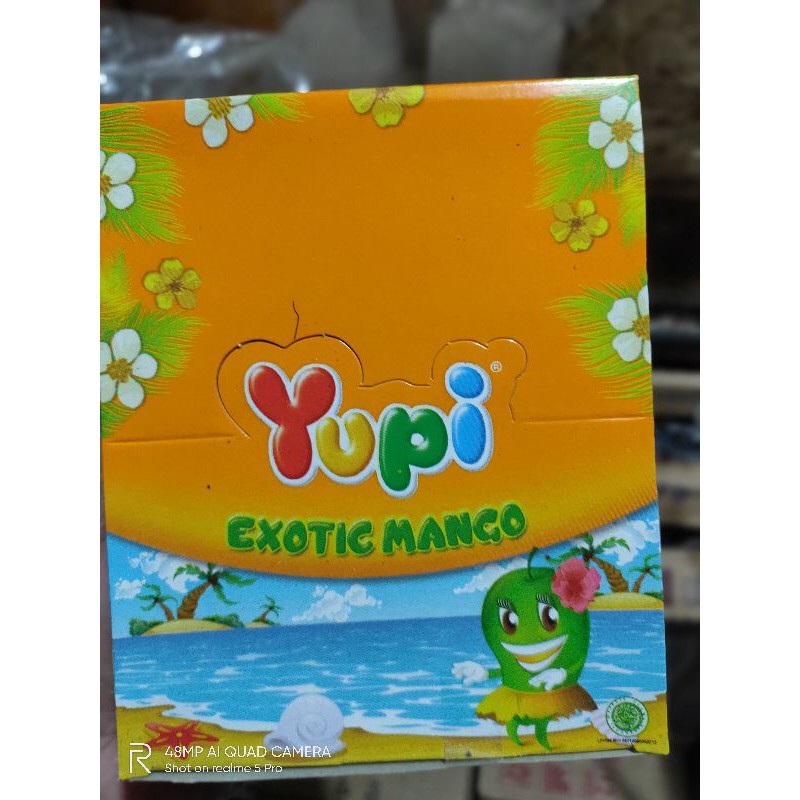 Yupi®
EXOTIC MANGO
48MP AI QUAD CAMERA
Shot on realme 5 Pro